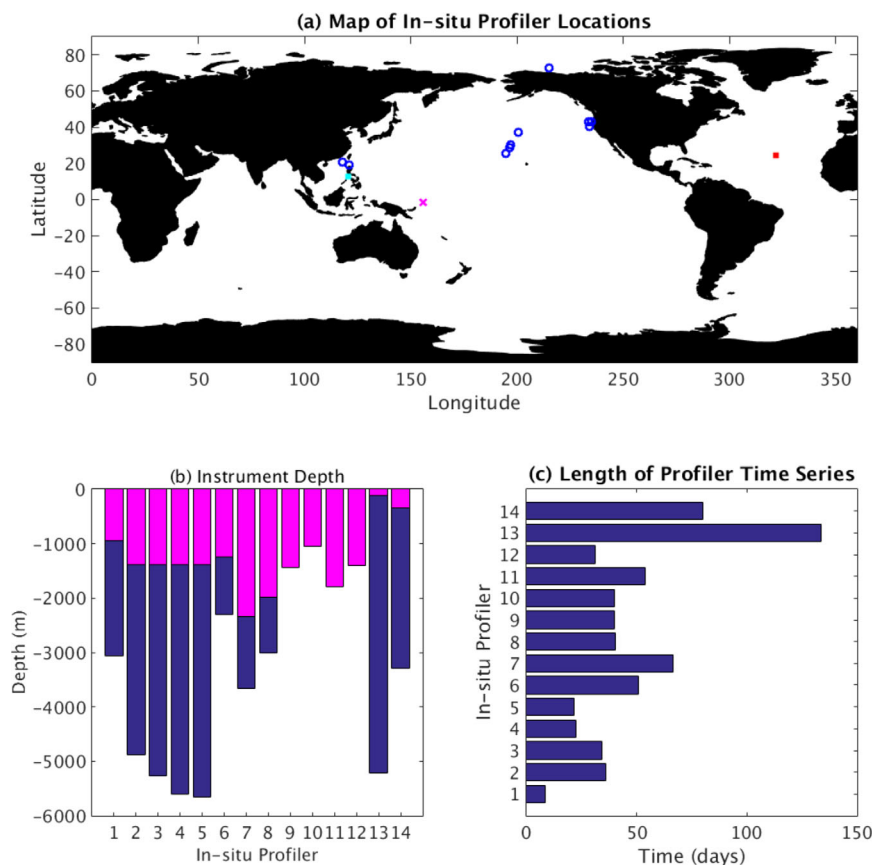 (a) Map of In-situ Profiler Locations
80
60
40
20
0
−20
−40
−60
−80
Latitude
0 50 100 150 200 250 300 350
Longitude
(b) Instrument Depth
0
-1000
-2000
-3000
-4000
-5000
-6000
Depth (m)
1 2 3 4 5 6 7 8 9 10 11 12 13 14
In-situ Profiler
(c) Length of Profiler Time Series
14
13
12
11
10
9
8
7
6
5
4
3
2
1
In-situ Profiler
0 50 100 150
Time (days)